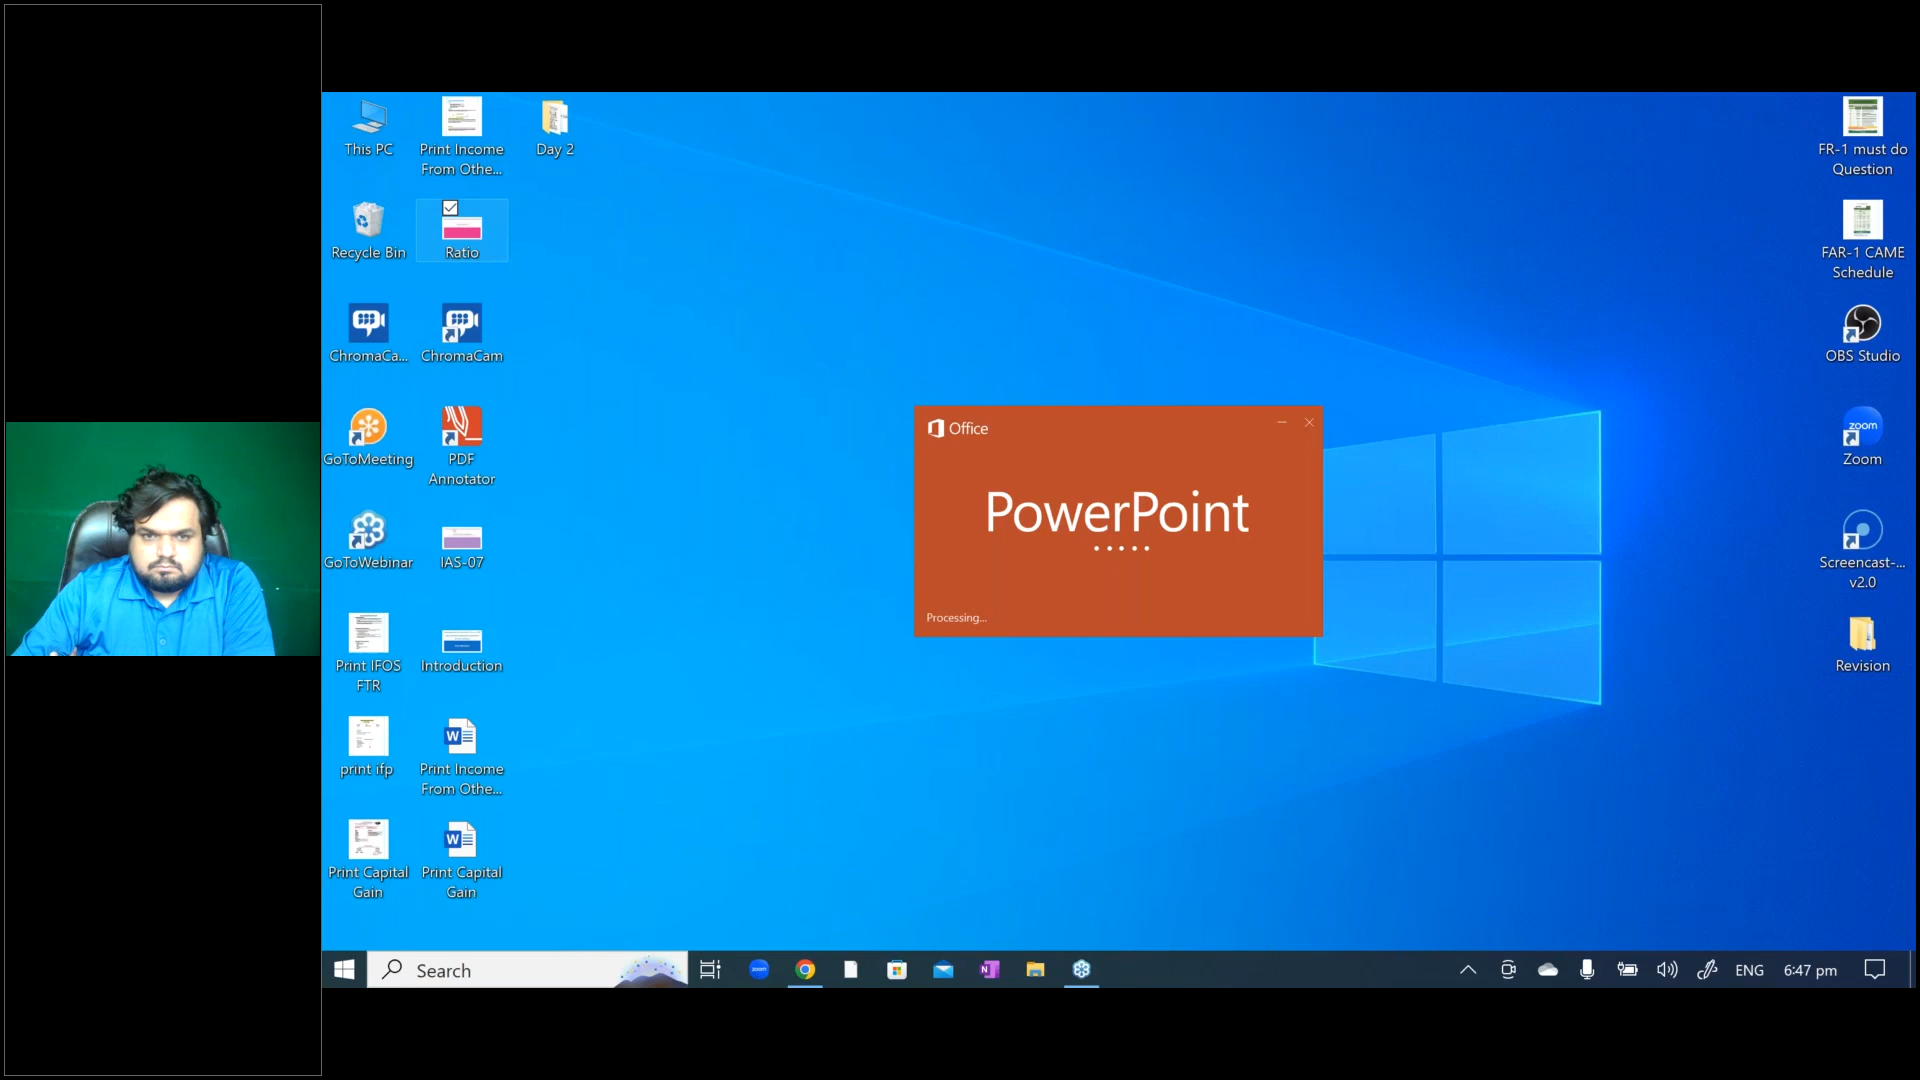 This PC
Print Income
From Othe...
Day 2
Recycle Bin
Ratio
ChromaCa...
ChromaCam
GoToMeeting
PDF
Annotator
GoToWebinar
IAS-07
Print IFOS
FTR
Introduction
print ifp
Print Income
From Othe...
Print Capital
Gain
Print Capital
Gain
Office
PowerPoint
Processing...
FR-1 must do
Question
FAR-1 CAME
Schedule
OBS Studio
zoom
Zoom
Screencast-...
v2.0
Revision
Search
zoom
ENG
6:47 pm